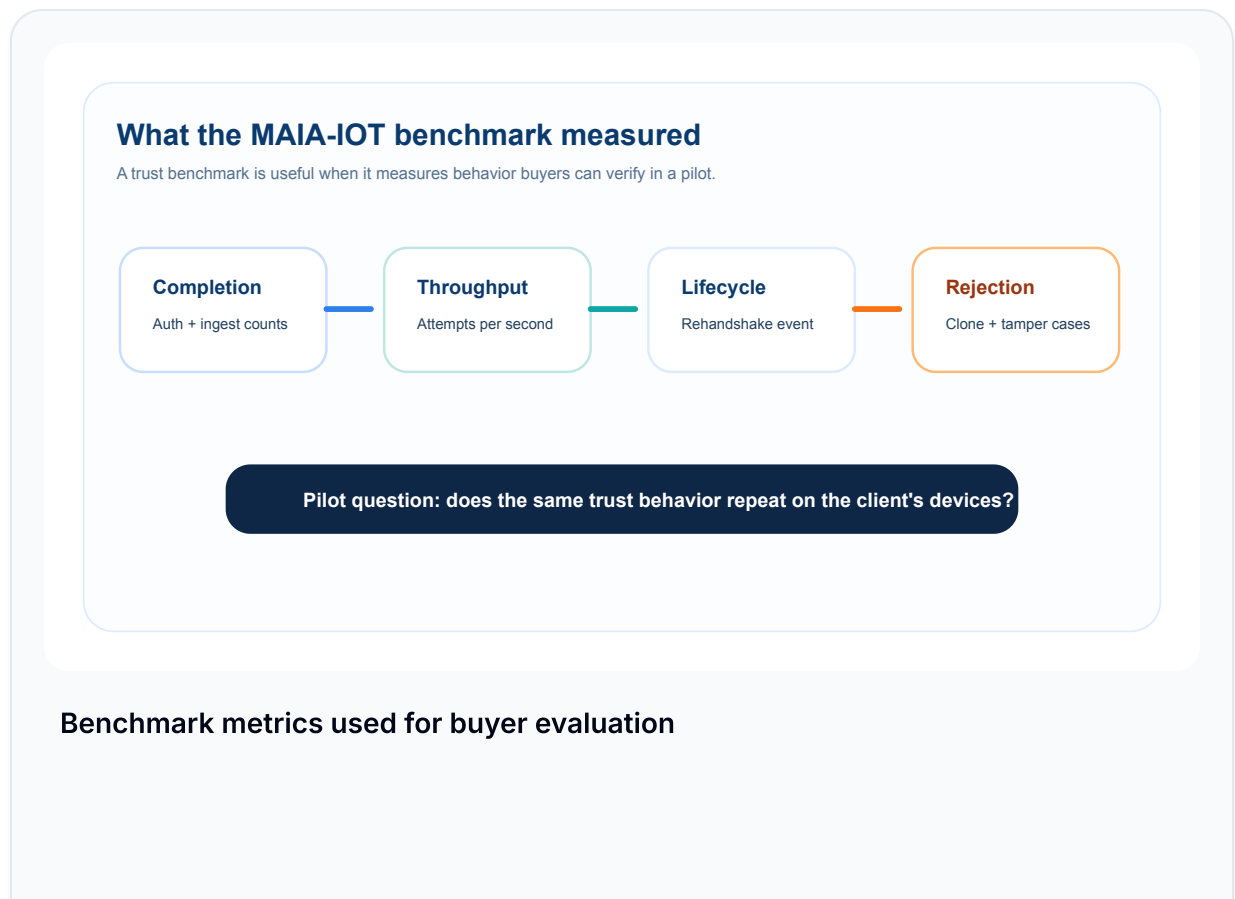 What the MAIA-IOT benchmark measured
A trust benchmark is useful when it measures behavior buyers can verify in a pilot.
Completion
Auth + ingest counts
Throughput
Attempts per second
Lifecycle
Rehandshake event
Rejection
Clone + tamper cases
Pilot question: does the same trust behavior repeat on the client's devices?
Benchmark metrics used for buyer evaluation